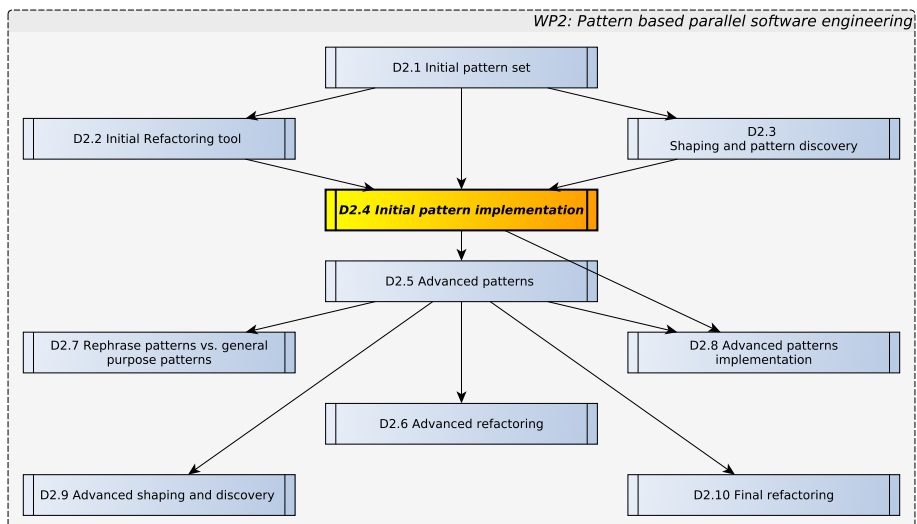 WP2: Pattern based parallel software engineering
D2.1 Initial pattern set
D2.2 Initial Refactoring tool
D2.3
Shaping and pattern discovery
D2.4 Initial pattern implementation
D2.5 Advanced patterns
D2.7 Rephrase patterns vs. general
purpose patterns
D2.8 Advanced patterns
implementation
D2.6 Advanced refactoring
D2.9 Advanced shaping and discovery
D2.10 Final refactoring